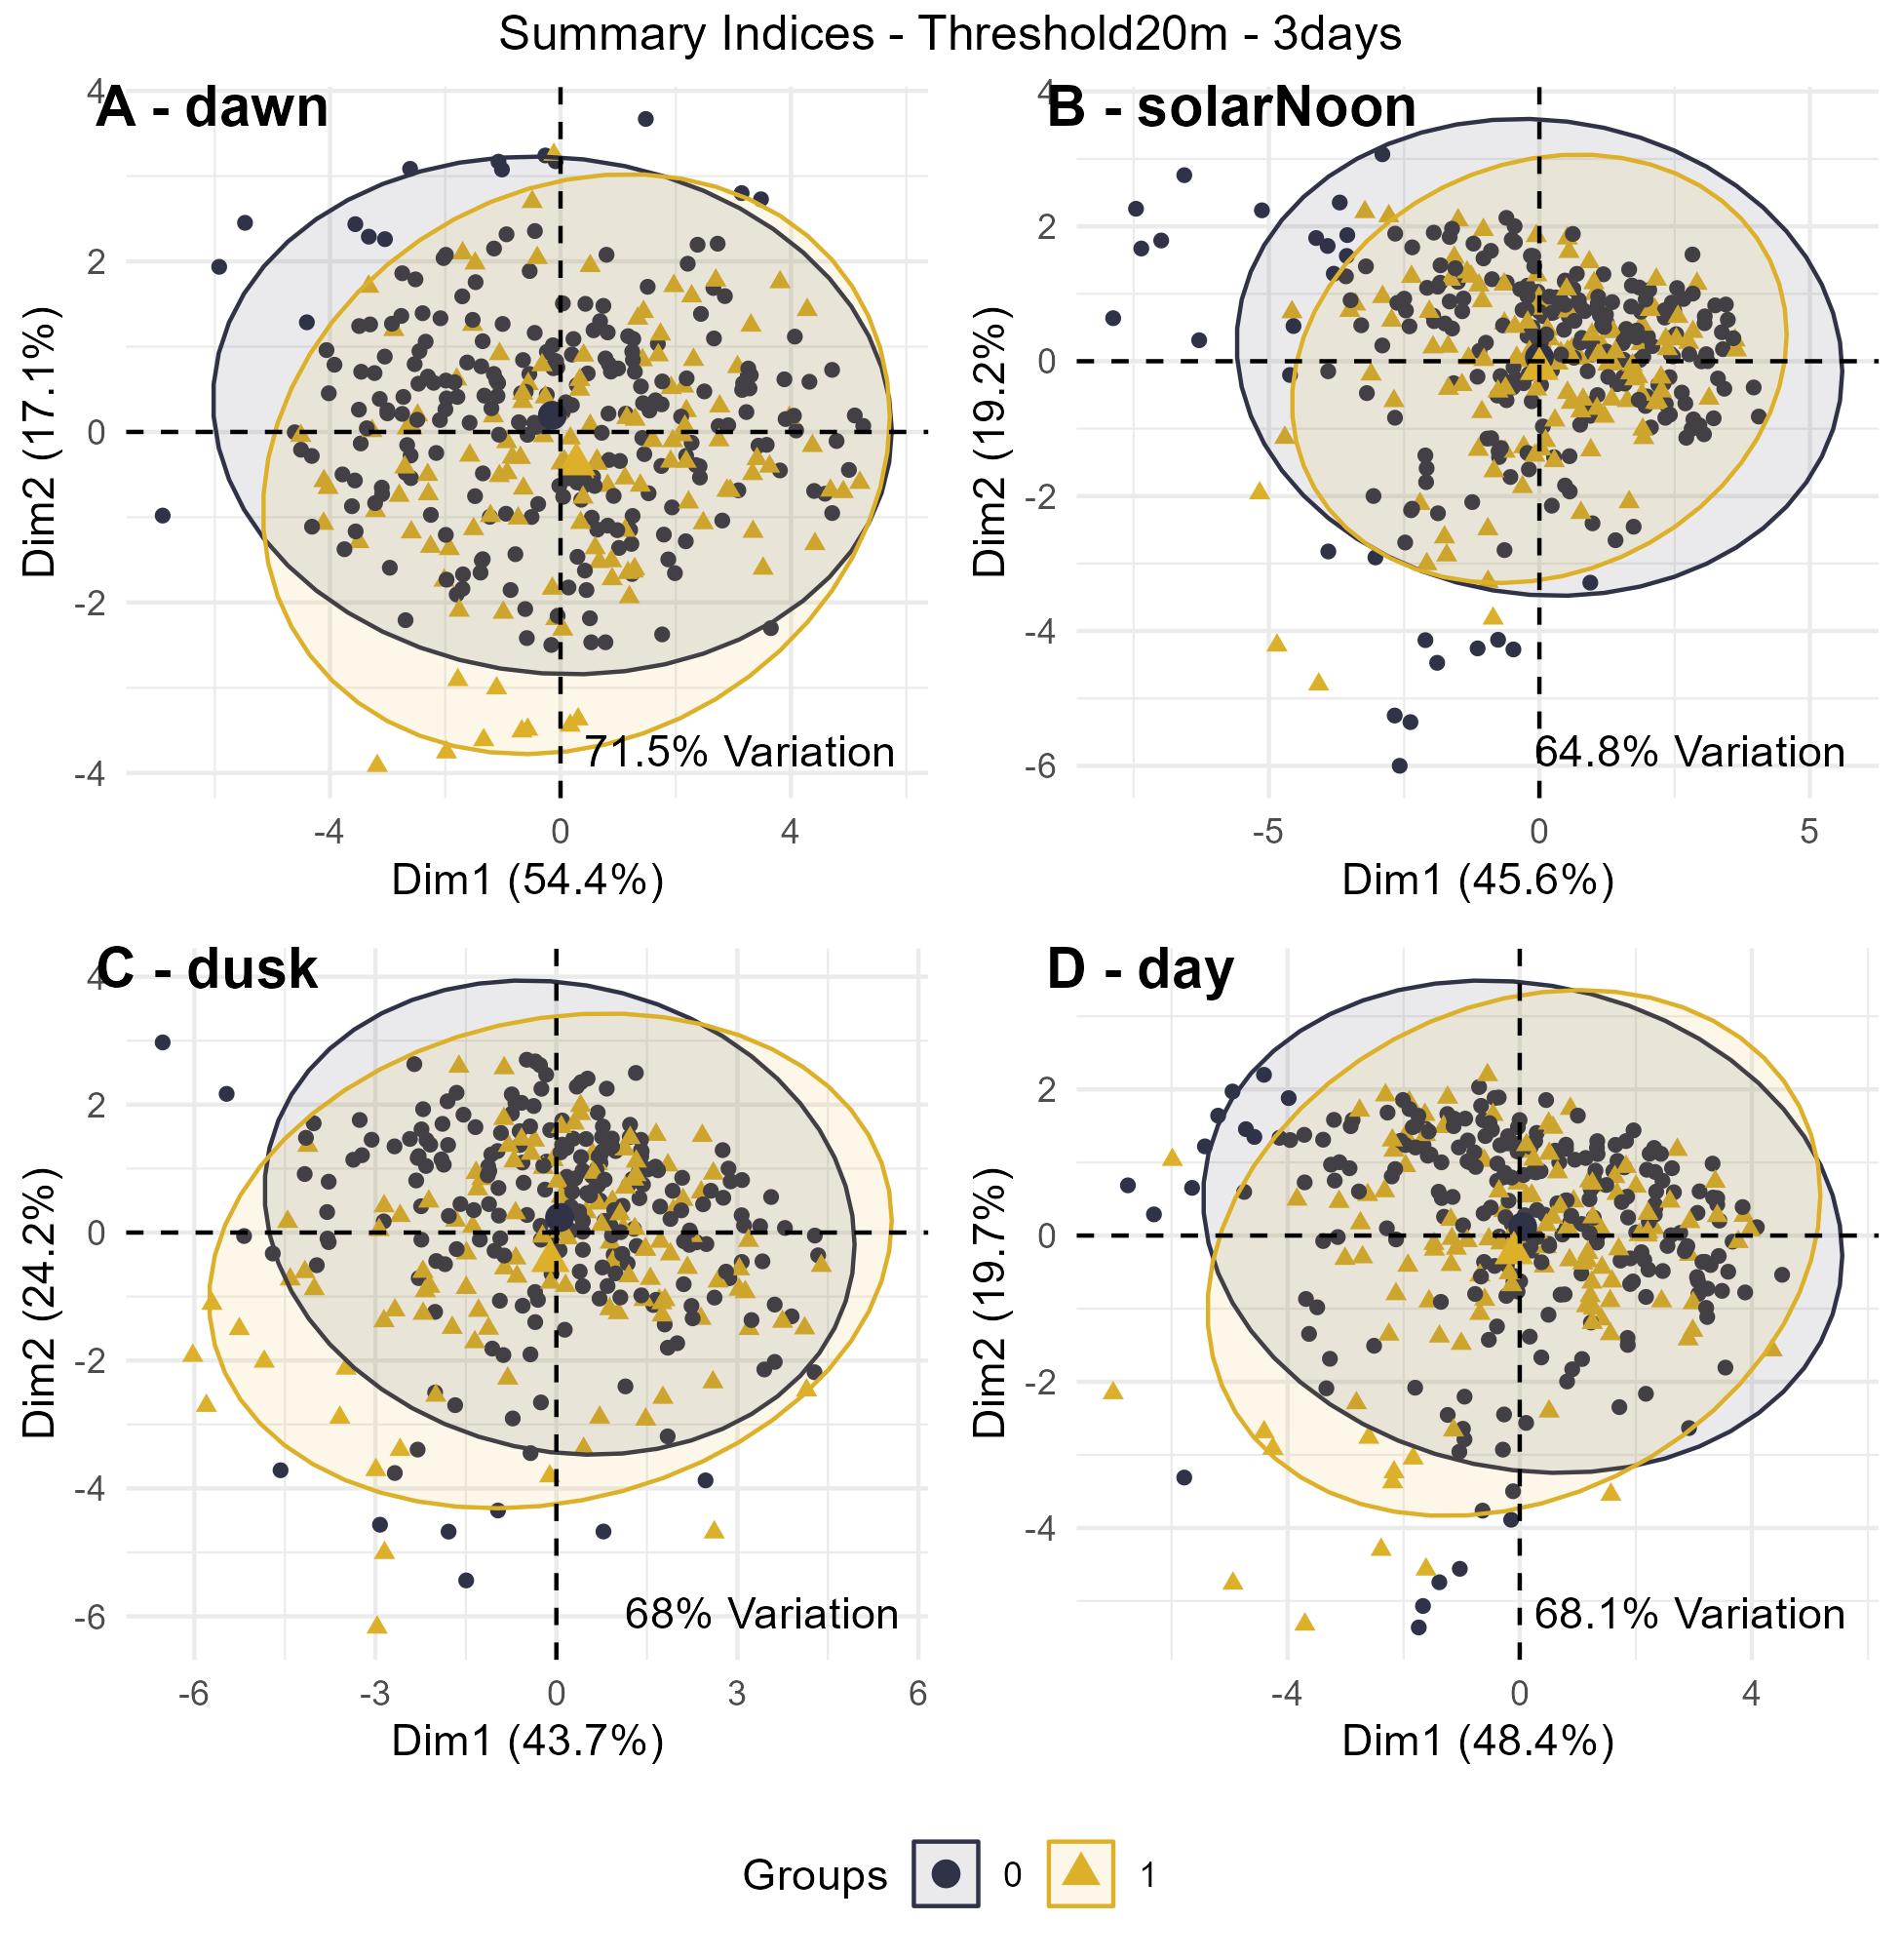 Summary Indices - Threshold20m - 3days
A - dawn
4
2
0
-2
-4
Dim2 (17.1%)
71.5% Variation
-4 0 4
Dim1 (54.4%)
B - solarNoon
4
2
0
-2
-4
-6
Dim2 (19.2%)
64.8% Variation
-5 0 5
Dim1 (45.6%)
C - dusk
4
2
0
-2
-4
-6
Dim2 (24.2%)
68% Variation
-6 -3 0 3 6
Dim1 (43.7%)
D - day
2
0
-2
-4
Dim2 (19.7%)
68.1% Variation
-4 0 4
Dim1 (48.4%)
Groups 0 1